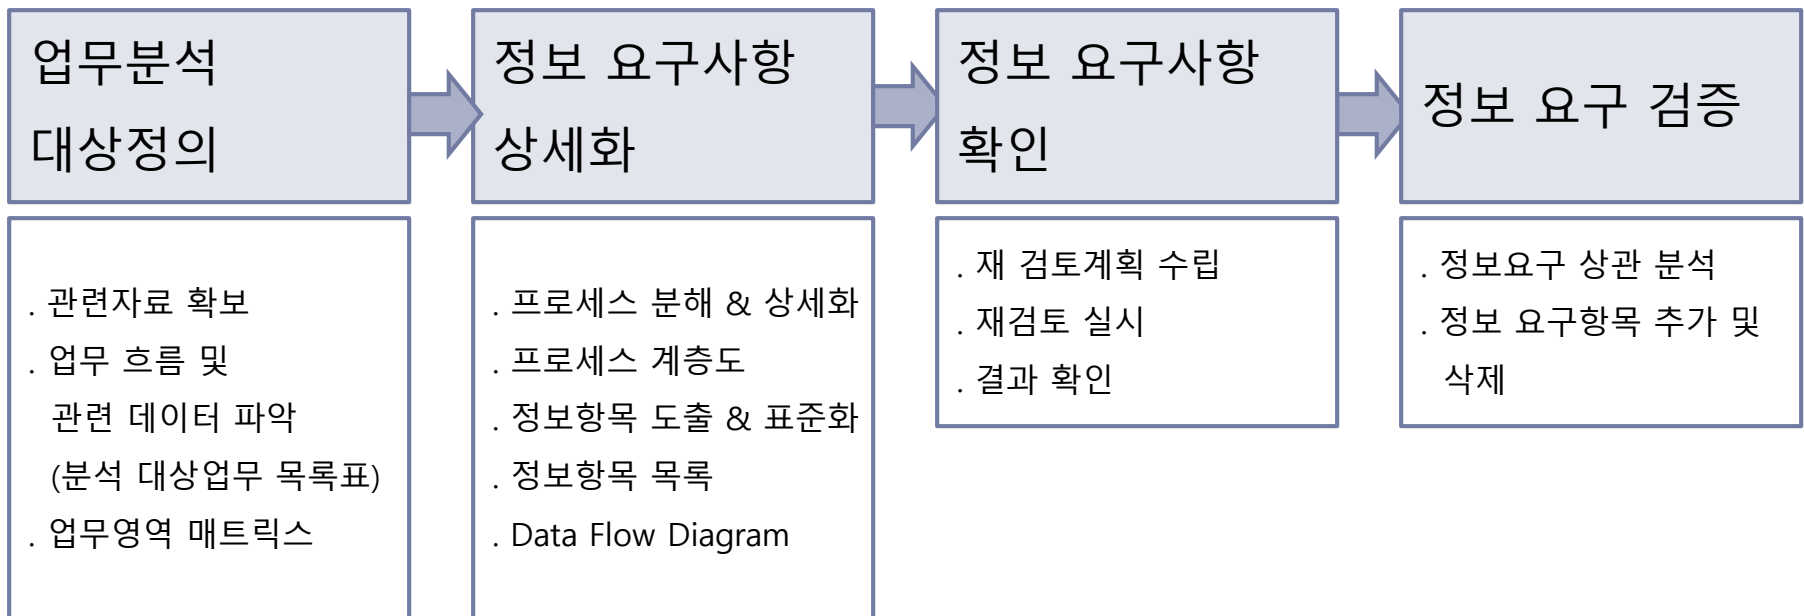 업무분석
대상정의
정보 요구사항
상세화
정보 요구사항
확인
정보 요구 검증
. 관련자료 확보
. 업무 흐름 및
관련 데이터 파악
(분석 대상업무 목록표)
. 업무영역 매트릭스
. 프로세스 분해 & 상세화
. 프로세스 계층도
. 정보항목 도출 & 표준화
. 정보항목 목록
. Data Flow Diagram
. 재 검토계획 수립
. 재검토 실시
. 결과 확인
. 정보요구 상관 분석
. 정보 요구항목 추가 및
삭제